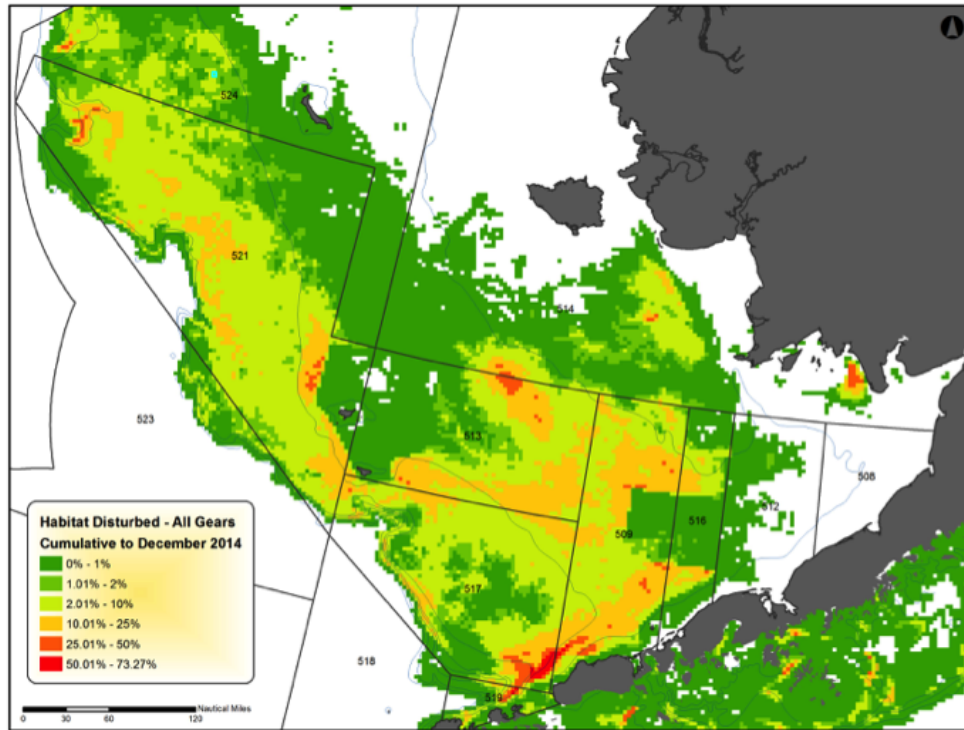 524
521
514
523
513
508
512
509
516
517
518
519
Habitat Disturbed - All Gears
Cumulative to December 2014
0% - 1%
1.01% - 2%
2.01% - 10%
10.01% - 25%
25.01% - 50%
50.01% - 73.27%
Nautical Miles
0 30 60 120